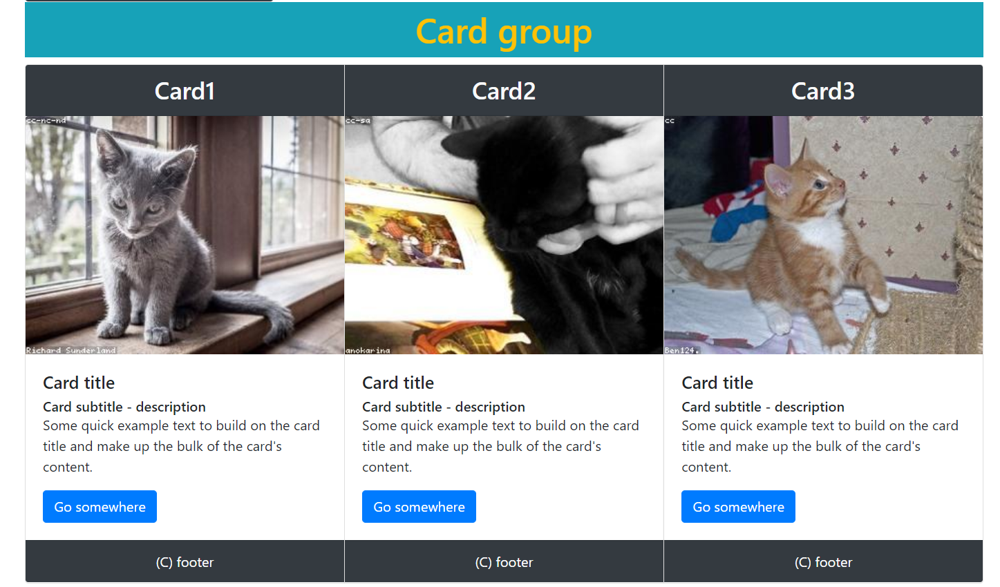 Card group
Card1
Card2
Card3
cc-nc-nd
cc-sa
cc
Richard Sunderland
anokarina
Ben124.
Card title
Card subtitle - description
Some quick example text to build on the card
title and make up the bulk of the card's
content.
Go somewhere
(C) footer
Card title
Card subtitle - description
Some quick example text to build on the card
title and make up the bulk of the card's
content.
Go somewhere
(C) footer
Card title
Card subtitle - description
Some quick example text to build on the card
title and make up the bulk of the card's
content.
Go somewhere
(C) footer